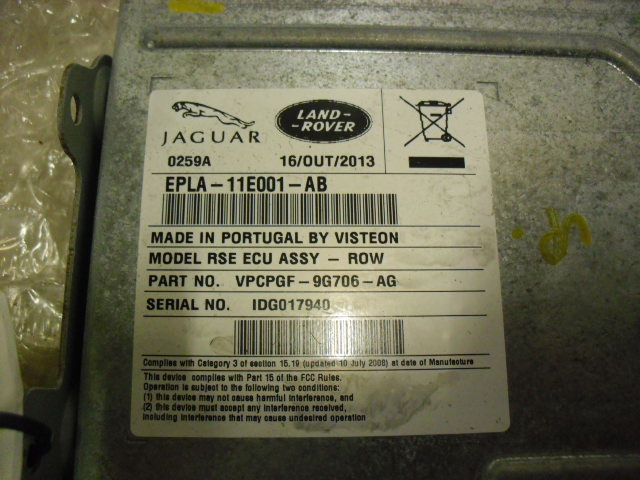 JAGUAR
LAND-
-ROVER
0259A 16/OUT/2013
EPLA-11E001-AB
MADE IN PORTUGAL BY VISTEON
MODEL RSE ECU ASSY - ROW
PART NO. VPCPGF-9G706-AG
SERIAL NO. IDG017940
Complies with Category 3 of section 15.19 (updated 10 July 2008) at date of Manufacture
This device complies with Part 15 of the FCC Rules.
Operation is subject to the following two conditions:
(1) this device may not cause harmful interference, and
(2) this device must accept any interference received,
including interference that may cause undesired operation